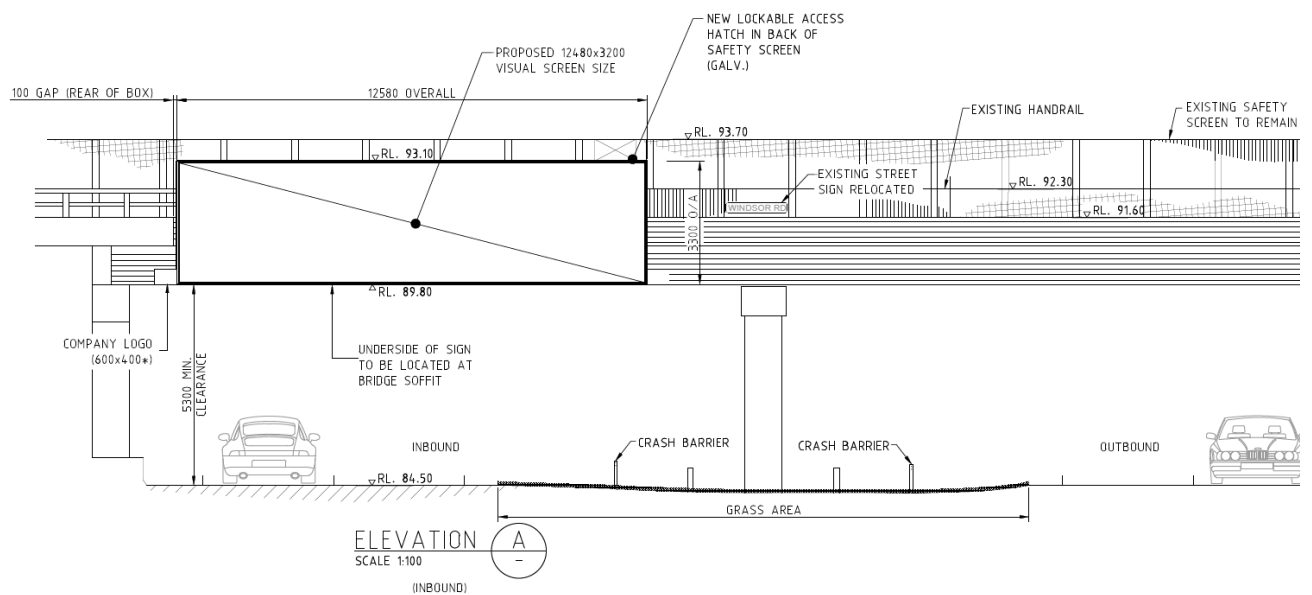 NEW LOCKABLE ACCESS
HATCH IN BACK OF
SAFETY SCREEN
(GALV.)
PROPOSED 12480x3200
VISUAL SCREEN SIZE
100 GAP (REAR OF BOX)
12580 OVERALL
EXISTING HANDRAIL
EXISTING SAFETY
SCREEN TO REMAIN
RL. 93.70
RL. 93.10
EXISTING STREET
SIGN RELOCATED
RL. 92.30
WINDSOR RD
RL. 91.60
3300 O/A
RL. 89.80
COMPANY LOGO
(600x400*)
5300 MIN.
CLEARANCE
UNDERSIDE OF SIGN
TO BE LOCATED AT
BRIDGE SOFFIT
INBOUND
CRASH BARRIER
CRASH BARRIER
OUTBOUND
RL. 84.50
GRASS AREA
ELEVATION
A
-
SCALE 1:100
(INBOUND)